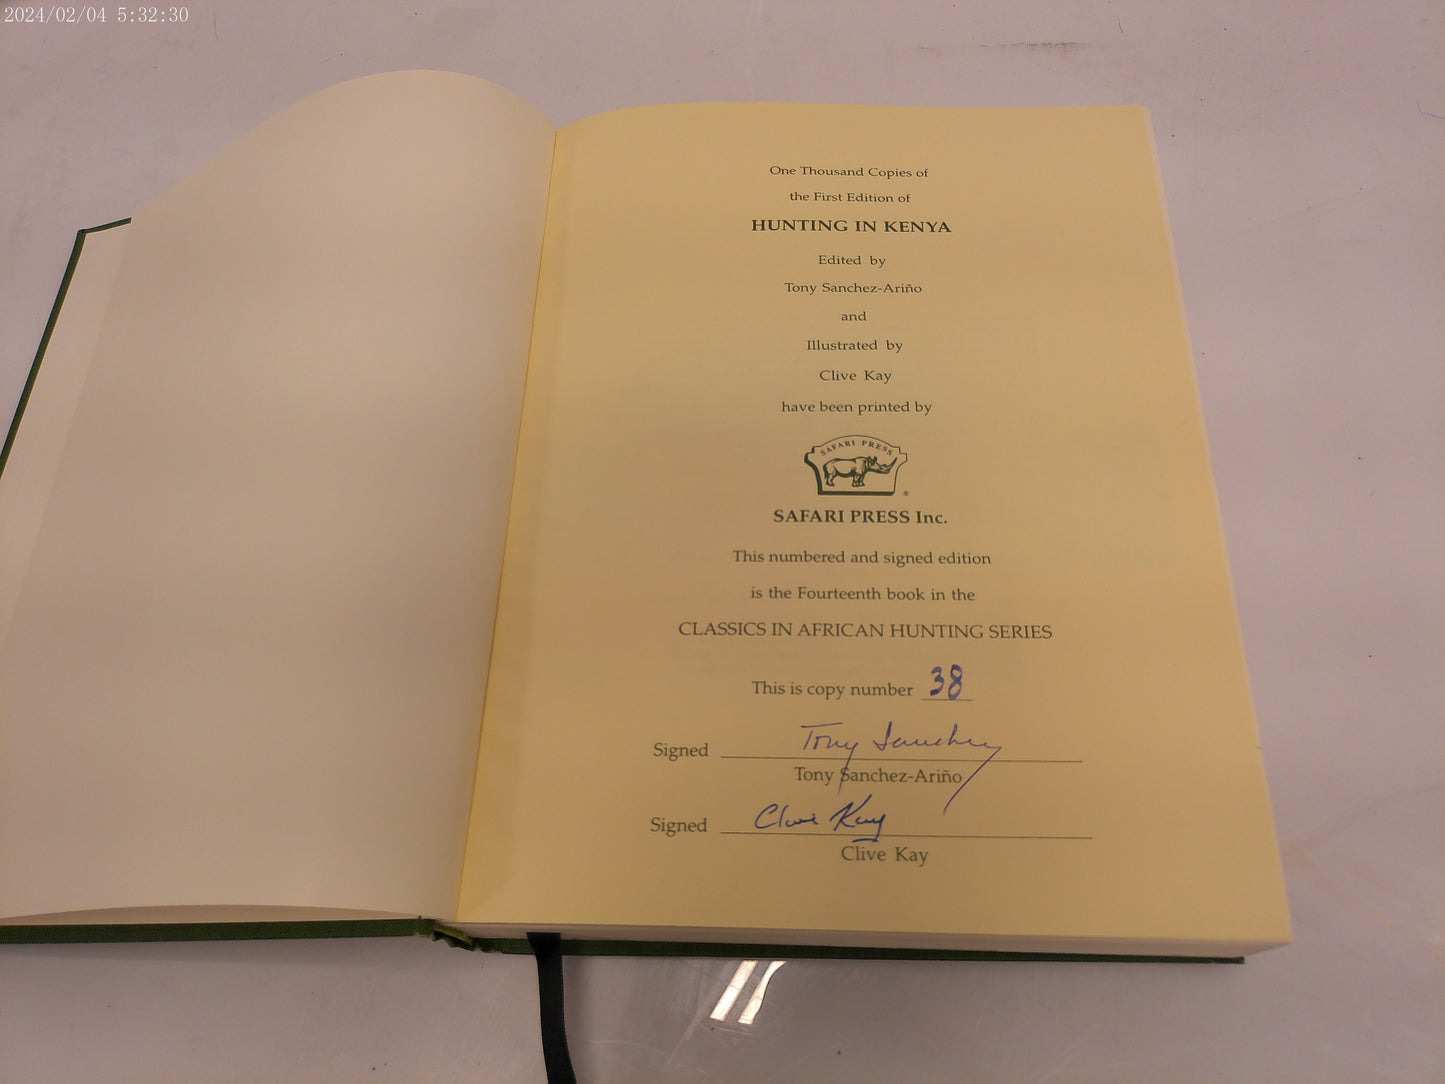 2024/02/04 5:32:30
One Thousand Copies of
the First Edition of
HUNTING IN KENYA
Edited by
Tony Sanchez-Ariño
and
Illustrated by
Clive Kay
have been printed by
SAFARI PRESS
®
SAFARI PRESS Inc.
This numbered and signed edition
is the Fourteenth book in the
CLASSICS IN AFRICAN HUNTING SERIES
This is copy number 38
Signed Tony Sanchez
Tony Sanchez-Ariño
Signed Clive Kay
Clive Kay